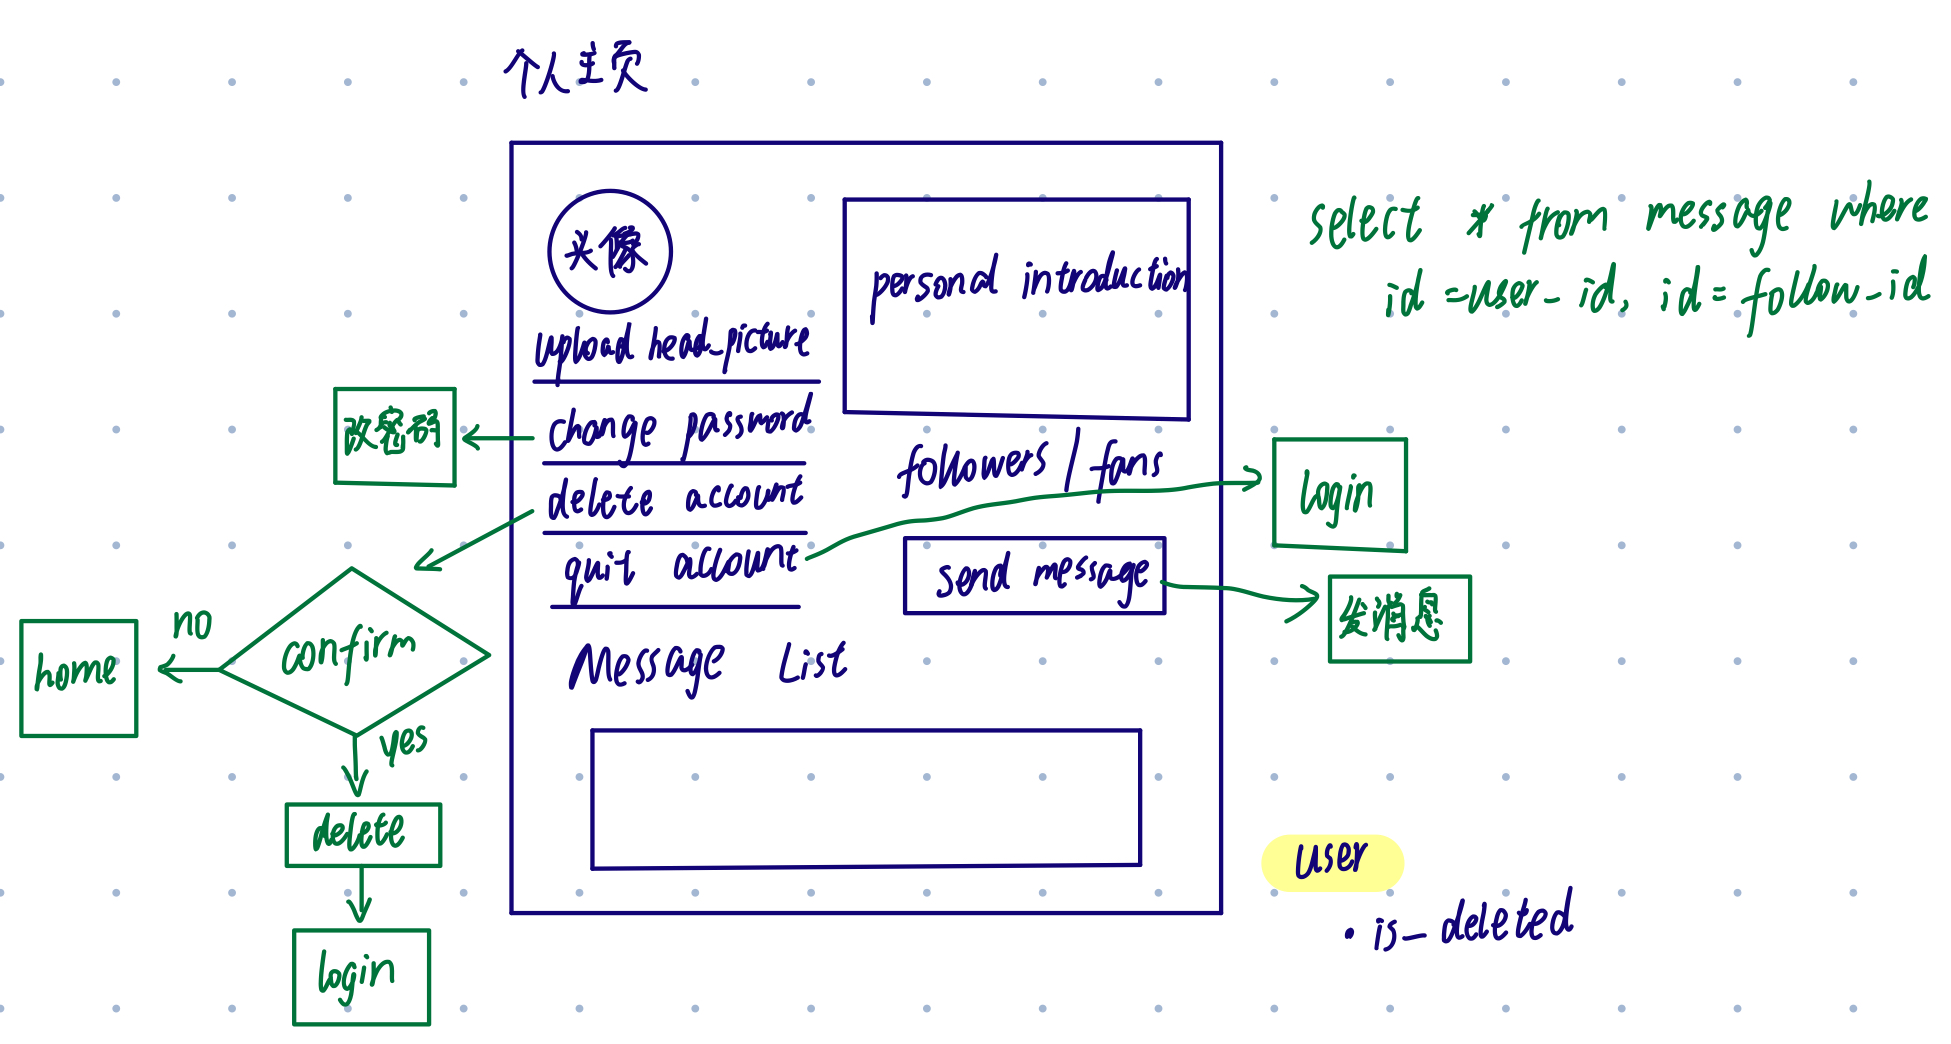 个人主页
头像
personal introduction
select * from message where
id = user_id, id = follow_id
upload head_picture
change password
改密码
followers / fans
delete account
login
quit account
send message
发消息
no
confirm
home
Message List
yes
delete
user
· is_deleted
login